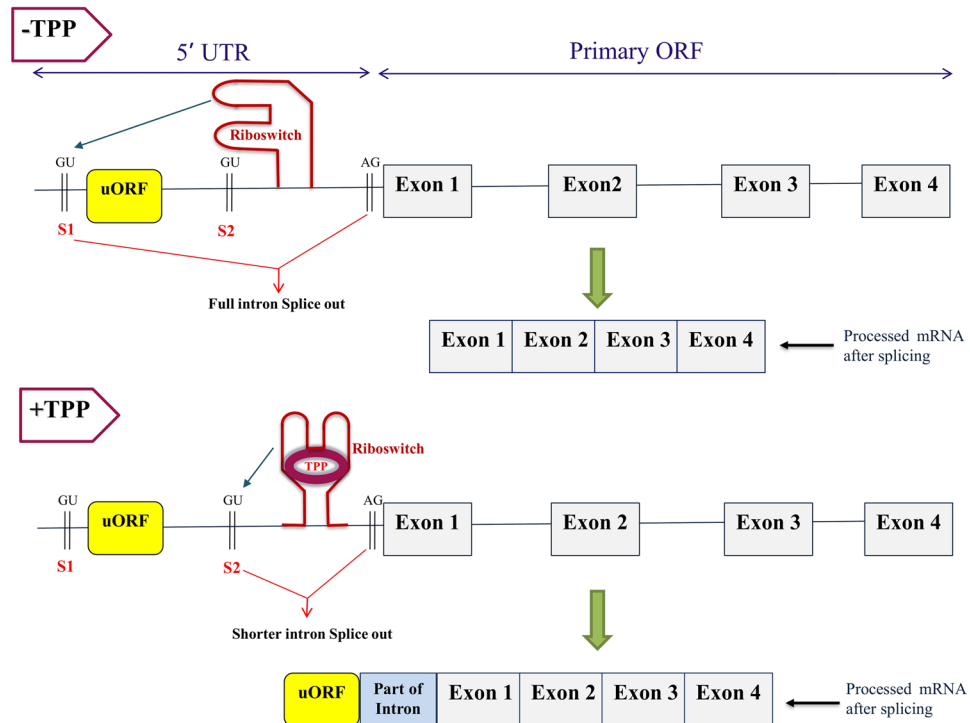 -TPP
5′ UTR
Primary ORF
Riboswitch
GU
GU
AG
uORF
Exon 1
Exon2
Exon 3
Exon 4
S1
S2
Full intron Splice out
Exon 1
Exon 2
Exon 3
Exon 4
Processed mRNA
after splicing
+TPP
Riboswitch
TPP
GU
GU
AG
uORF
Exon 1
Exon 2
Exon 3
Exon 4
S1
S2
Shorter intron Splice out
uORF
Part of
Intron
Exon 1
Exon 2
Exon 3
Exon 4
Processed mRNA
after splicing